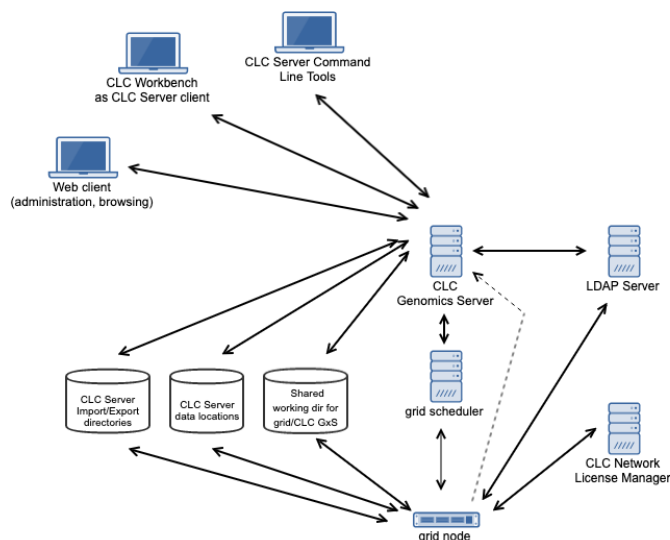 CLC Server Command
Line Tools
CLC Workbench
as CLC Server client
Web client
(administration, browsing)
CLC
Genomics Server
LDAP Server
CLC Server
Import/Export
directories
CLC Server
data locations
Shared
working dir for
grid/CLC GxS
grid scheduler
CLC Network
License Manager
grid node